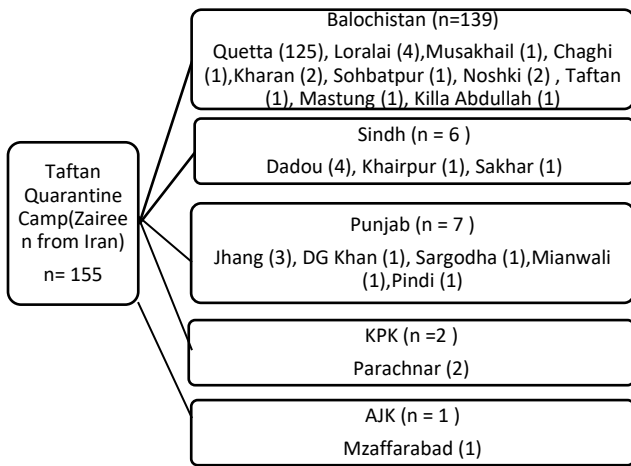 Taftan
Quarantine
Camp(Zairee
n from Iran)
n= 155
Balochistan (n=139)
Quetta (125), Loralai (4),Musakhail (1), Chaghi
(1),Kharan (2), Sohbatpur (1), Noshki (2) , Taftan
(1), Mastung (1), Killa Abdullah (1)
Sindh (n = 6 )
Dadou (4), Khairpur (1), Sakhar (1)
Punjab (n = 7 )
Jhang (3), DG Khan (1), Sargodha (1),Mianwali
(1),Pindi (1)
KPK (n =2 )
Parachnar (2)
AJK (n = 1 )
Mzaffarabad (1)